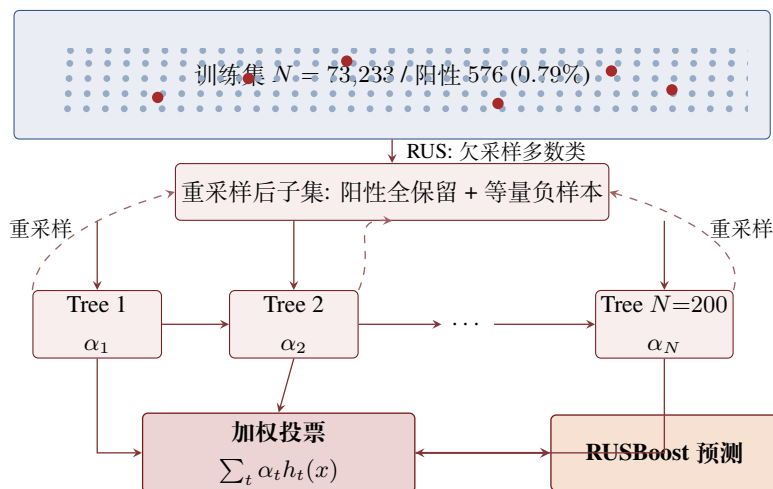 训练集 N = 73,233 / 阳性 576 (0.79%)
RUS: 欠采样多数类
重采样后子集: 阳性全保留 + 等量负样本
重采样
重采样
Tree 1
α₁
Tree 2
α₂
···
Tree N=200
α_N
加权投票
∑ₜ αₜhₜ(x)
RUSBoost 预测